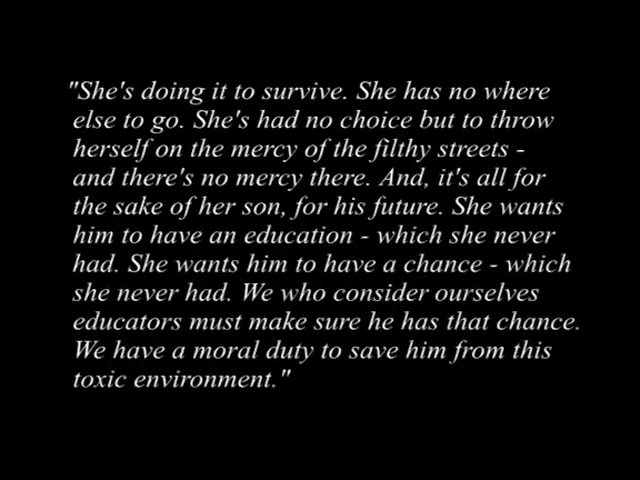 "She's doing it to survive. She has no where
else to go. She's had no choice but to throw
herself on the mercy of the filthy streets -
and there's no mercy there. And, it's all for
the sake of her son, for his future. She wants
him to have an education - which she never
had. She wants him to have a chance - which
she never had. We who consider ourselves
educators must make sure he has that chance.
We have a moral duty to save him from this
toxic environment."